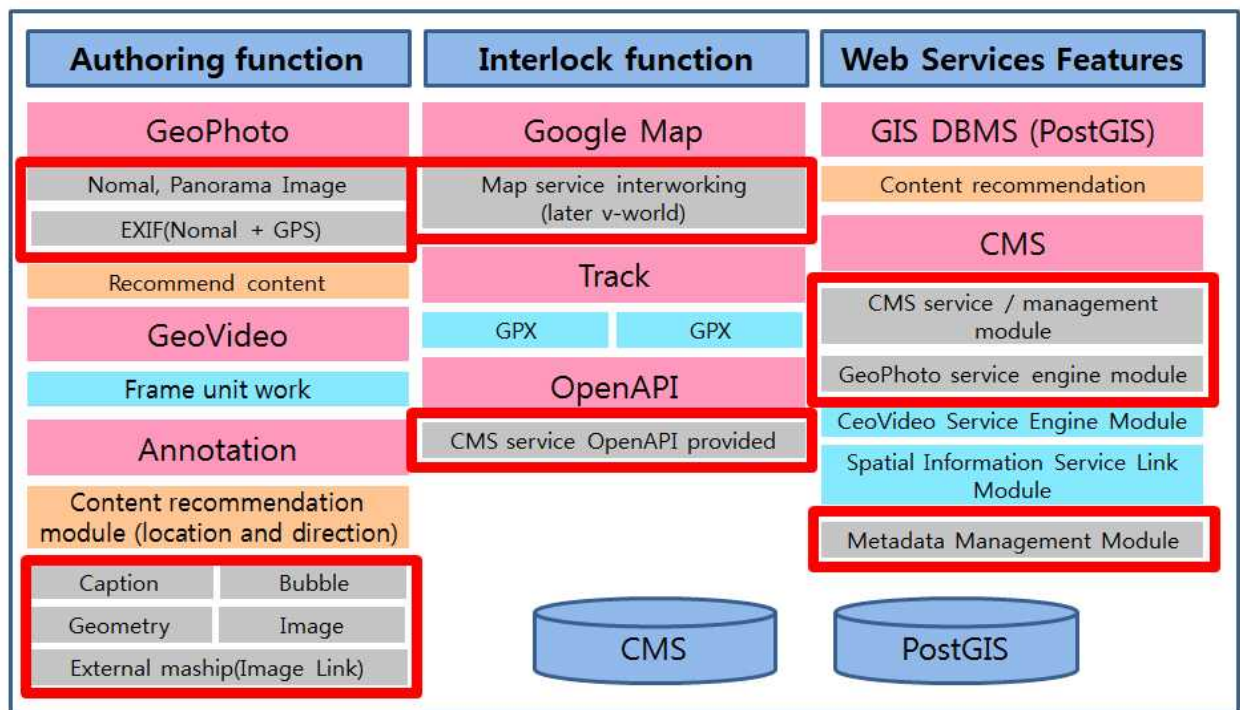 Authoring function
GeoPhoto
Nomal, Panorama Image
EXIF(Nomal + GPS)
Recommend content
GeoVideo
Frame unit work
Annotation
Content recommendation
module (location and direction)
Caption
Bubble
Geometry
Image
External maship(Image Link)
Interlock function
Google Map
Map service interworking
(later v-world)
Track
GPX
GPX
OpenAPI
CMS service OpenAPI provided
Web Services Features
GIS DBMS (PostGIS)
Content recommendation
CMS
CMS service / management
module
GeoPhoto service engine module
CeoVideo Service Engine Module
Spatial Information Service Link
Module
Metadata Management Module
CMS
PostGIS